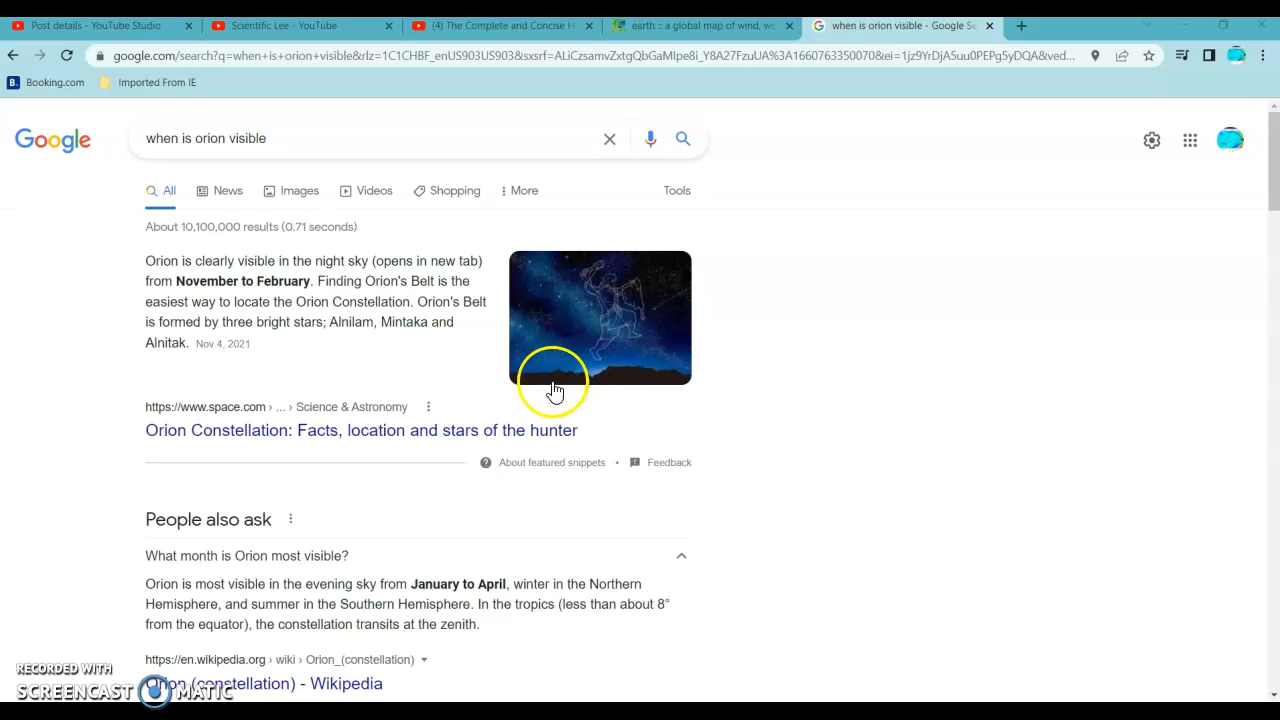 Post details - YouTube Studio
Scientific Lee - YouTube
(4) The Complete and Concise H
earth :: a global map of wind, we
when is orion visible - Google Se
google.com/search?q=when+is+orion+visible&rlz=1C1CHBF_enUS903US903&sxsrf=ALiCzsamvZxtgQbGaMlpe8i_Y8A27FzuUA%3A1660763350070&ei=1jz9YrDjA5uu0PEPg5yDQA&ved...
B. Booking.com
Imported From IE
Google
when is orion visible
All
News
Images
Videos
Shopping
More
Tools
About 10,100,000 results (0.71 seconds)
Orion is clearly visible in the night sky (opens in new tab)
from November to February. Finding Orion's Belt is the
easiest way to locate the Orion Constellation. Orion's Belt
is formed by three bright stars; Alnilam, Mintaka and
Alnitak. Nov 4, 2021
https://www.space.com › ... › Science & Astronomy
Orion Constellation: Facts, location and stars of the hunter
About featured snippets • Feedback
People also ask
What month is Orion most visible?
Orion is most visible in the evening sky from January to April, winter in the Northern
Hemisphere, and summer in the Southern Hemisphere. In the tropics (less than about 8°
from the equator), the constellation transits at the zenith.
https://en.wikipedia.org › wiki › Orion_(constellation)
Orion (constellation) - Wikipedia
RECORDED WITH
SCREENCAST MATIC